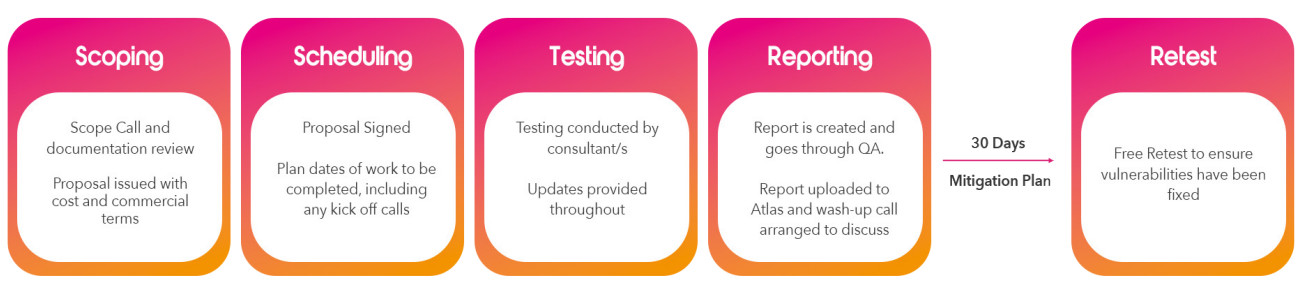 Scoping
Scope Call and
documentation review
Proposal issued with
cost and commercial
terms
Scheduling
Proposal Signed
Plan dates of work to be
completed, including
any kick off calls
Testing
Testing conducted by
consultant/s
Updates provided
throughout
Reporting
Report is created and
goes through QA.
Report uploaded to
Atlas and wash-up call
arranged to discuss
30 Days
Mitigation Plan
Retest
Free Retest to ensure
vulnerabilities have been
fixed